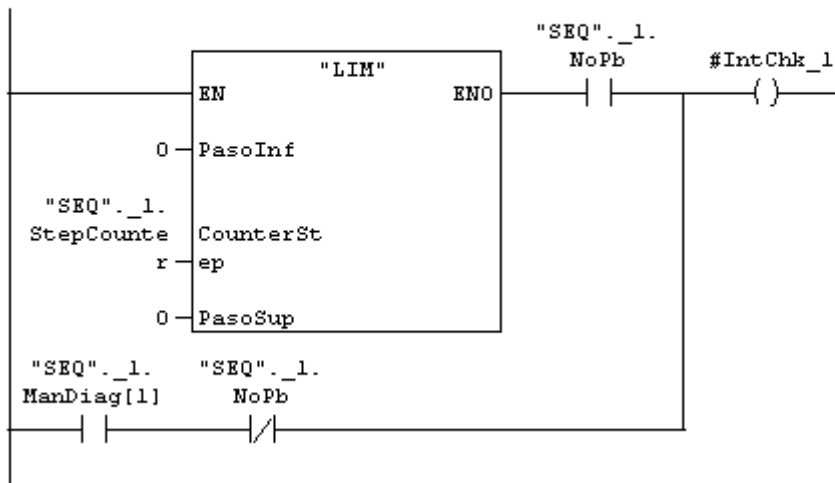 "SEQ"._1.
NoPb
#IntChk_1
"LIM"
EN
ENO
0
PasoInf
"SEQ"._1.
StepCounte
r
CounterSt
ep
0
PasoSup
"SEQ"._1.
ManDiag[1]
"SEQ"._1.
NoPb